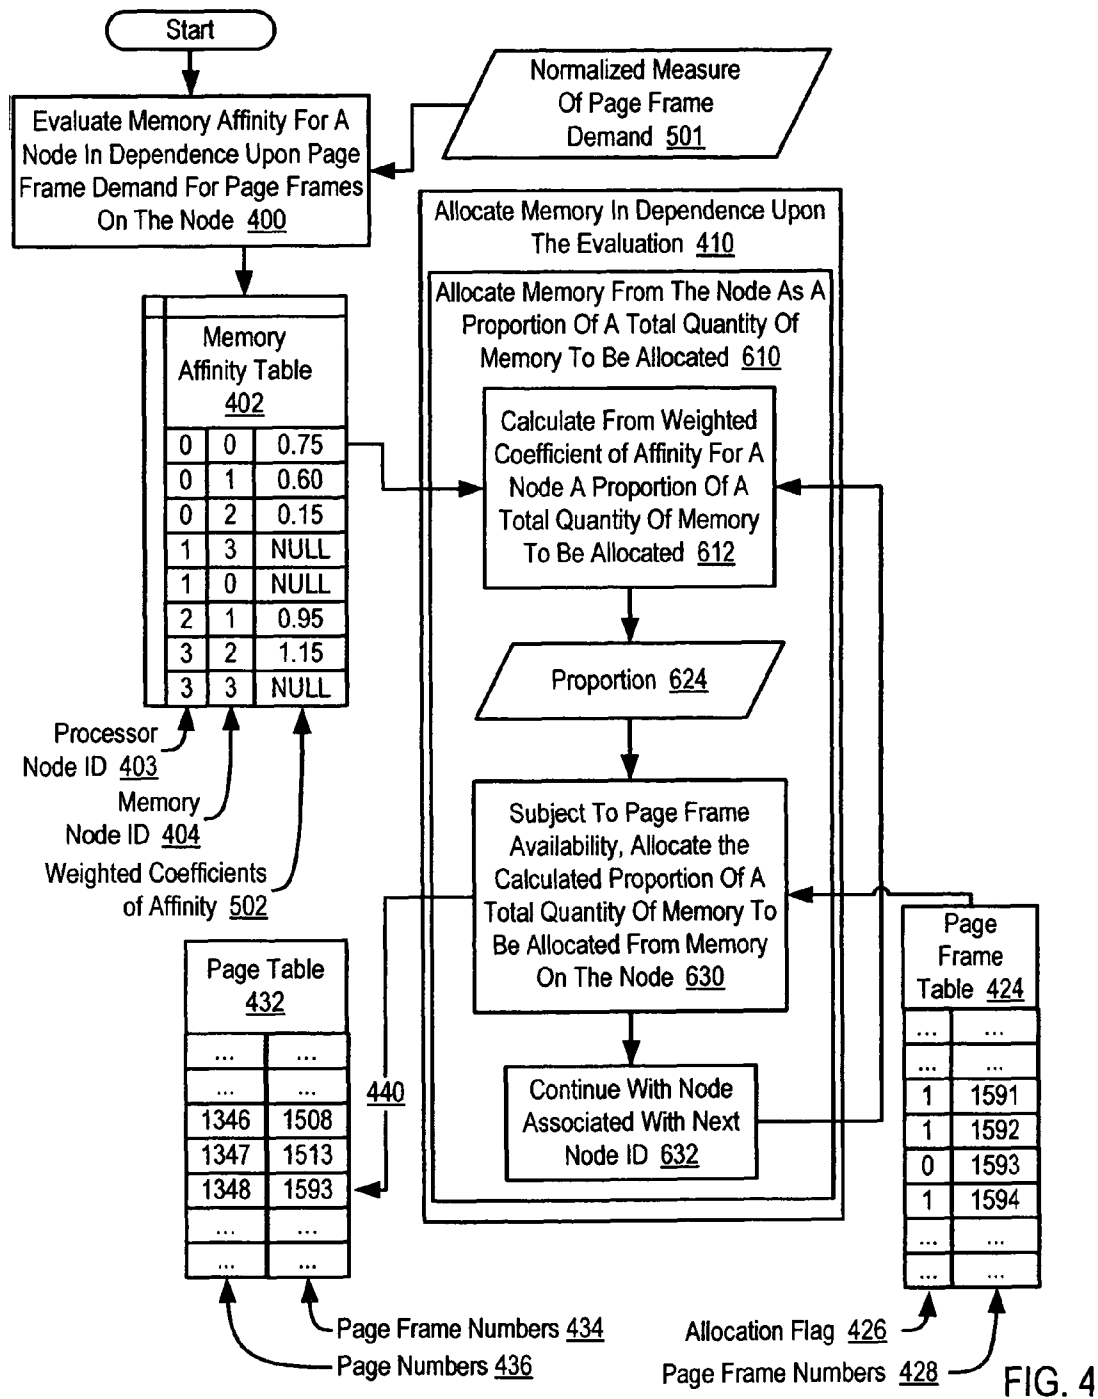 Start
Normalized Measure
Of Page Frame
Demand 501
Evaluate Memory Affinity For A
Node In Dependence Upon Page
Frame Demand For Page Frames
On The Node 400
Allocate Memory In Dependence Upon
The Evaluation 410
Allocate Memory From The Node As A
Proportion Of A Total Quantity Of
Memory To Be Allocated 610
Memory
Affinity Table
402
0 0 0.75
0 1 0.60
0 2 0.15
1 3 NULL
1 0 NULL
2 1 0.95
3 2 1.15
3 3 NULL
Processor
Node ID 403
Memory
Node ID 404
Weighted Coefficients
of Affinity 502
Calculate From Weighted
Coefficient of Affinity For A
Node A Proportion Of A
Total Quantity Of Memory
To Be Allocated 612
Proportion 624
Subject To Page Frame
Availability, Allocate the
Calculated Proportion Of A
Total Quantity Of Memory To
Be Allocated From Memory
On The Node 630
Continue With Node
Associated With Next
Node ID 632
Page Table
432
... ...
... ...
1346 1508
1347 1513
1348 1593
... ...
... ...
440
Page Frame Numbers 434
Page Numbers 436
Page
Frame
Table 424
... ...
... ...
1 1591
1 1592
0 1593
1 1594
... ...
... ...
Allocation Flag 426
Page Frame Numbers 428
FIG. 4